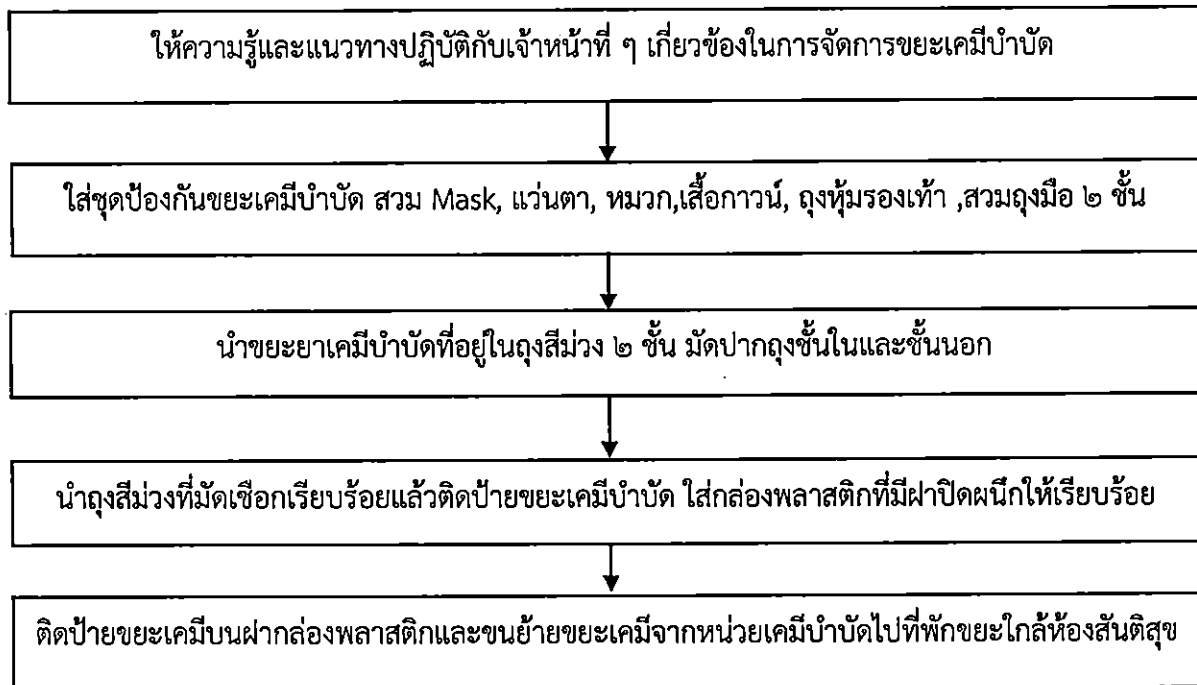 ให้ความรู้และแนวทางปฏิบัติกับเจ้าหน้าที่ ๆ เกี่ยวข้องในการจัดการขยะเคมีบำบัด
ใส่ชุดป้องกันขยะเคมีบำบัด สวม Mask, แว่นตา, หมวก,เสื้อกาวน์, ถุงหุ้มรองเท้า ,สวมถุงมือ ๒ ชั้น
นำขยะยาเคมีบำบัดที่อยู่ในถุงสีม่วง ๒ ชั้น มัดปากถุงชั้นในและชั้นนอก
นำถุงสีม่วงที่มัดเชือกเรียบร้อยแล้วติดป้ายขยะเคมีบำบัด ใส่กล่องพลาสติกที่มีฝาปิดผนึกให้เรียบร้อย
ติดป้ายขยะเคมีบนฝากล่องพลาสติกและขนย้ายขยะเคมีจากหน่วยเคมีบำบัดไปที่พักขยะใกล้ห้องสันติสุข